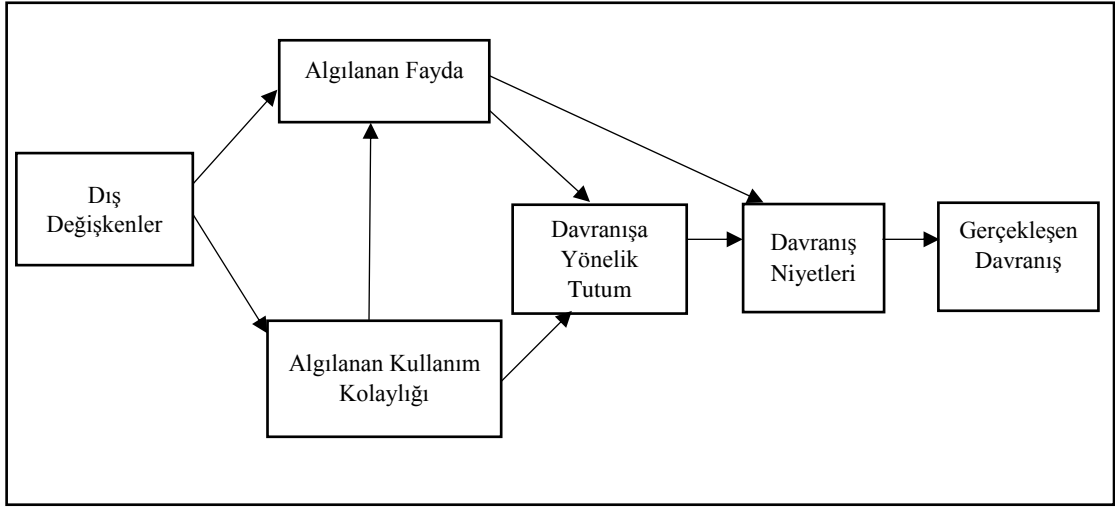 Algılanan Fayda
Dış
Değişkenler
Davranışa
Yönelik
Tutum
Davranış
Niyetleri
Gerçekleşen
Davranış
Algılanan Kullanım
Kolaylığı